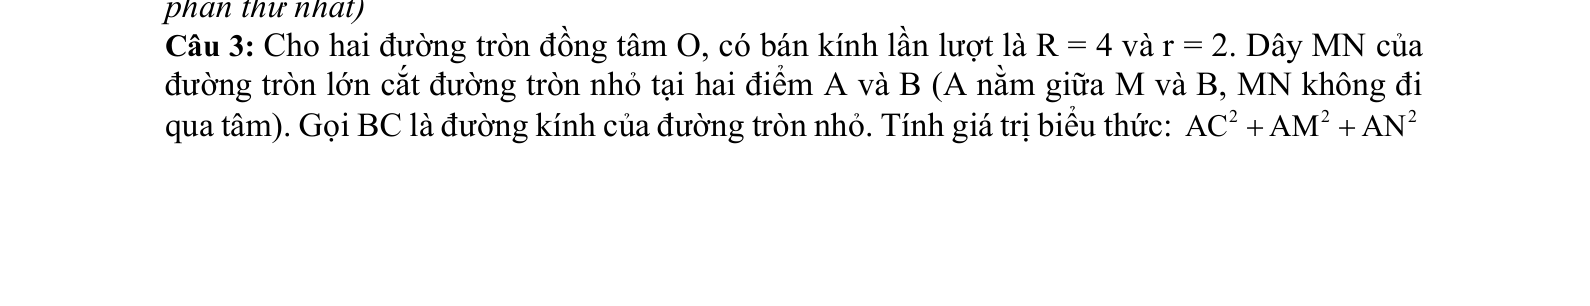 phần thứ nhất)
Câu 3: Cho hai đường tròn đồng tâm O, có bán kính lần lượt là R = 4 và r = 2. Dây MN của
đường tròn lớn cắt đường tròn nhỏ tại hai điểm A và B (A nằm giữa M và B, MN không đi
qua tâm). Gọi BC là đường kính của đường tròn nhỏ. Tính giá trị biểu thức: AC² + AM² + AN²